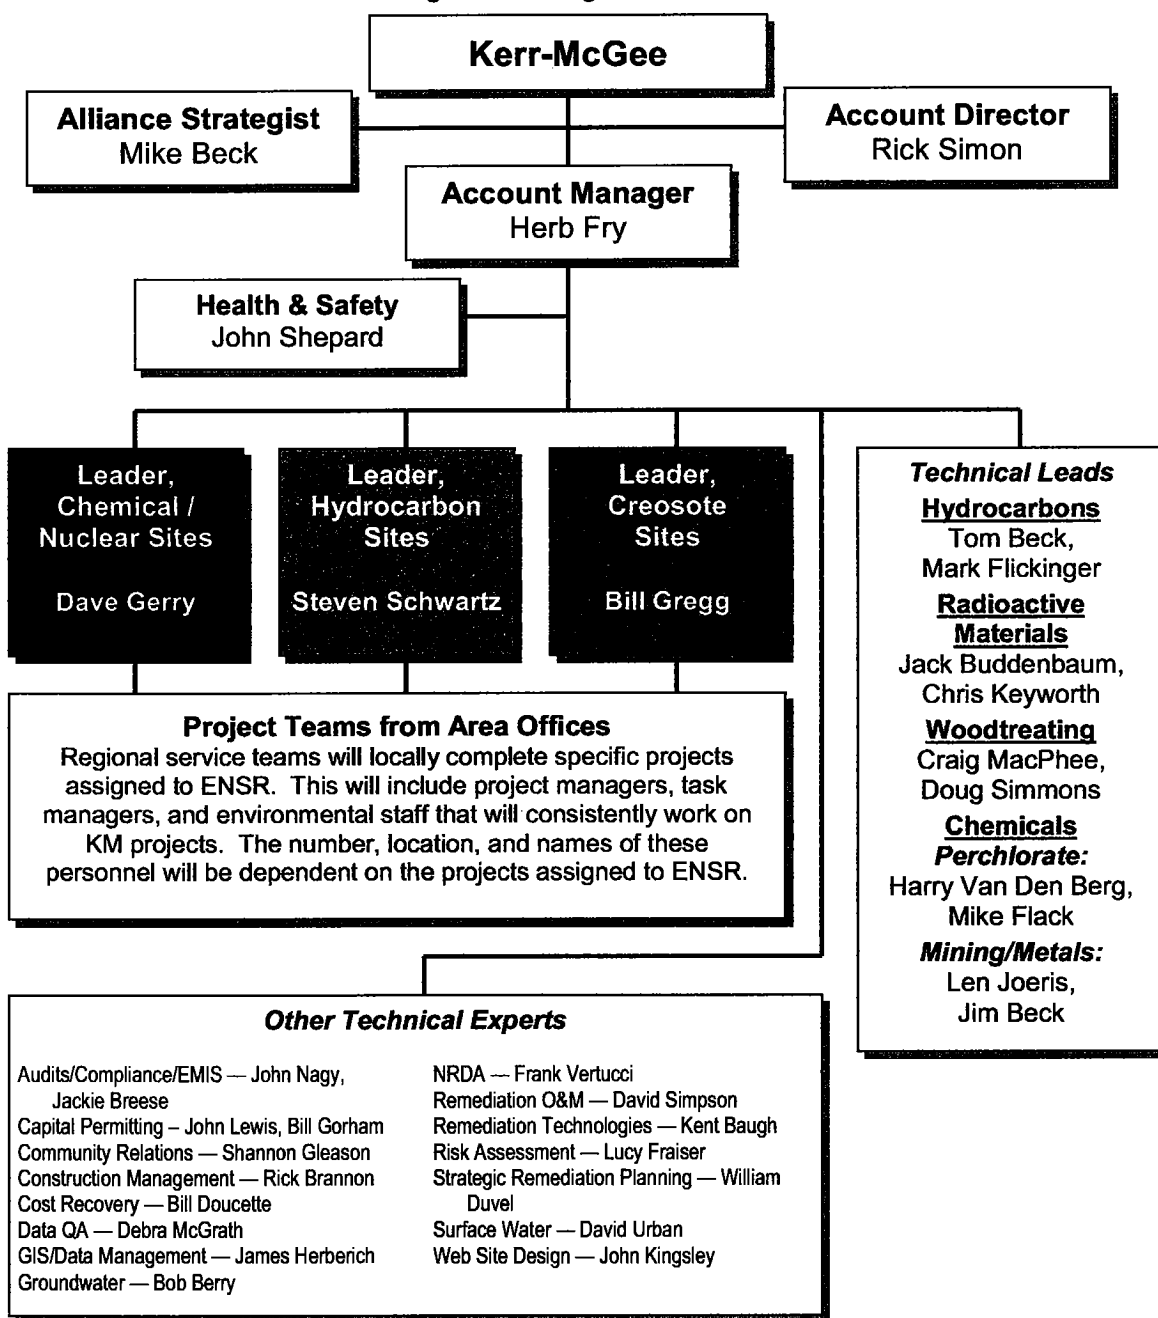 Kerr-McGee
Alliance Strategist
Mike Beck
Account Director
Rick Simon
Account Manager
Herb Fry
Health & Safety
John Shepard
Leader,
Chemical /
Nuclear Sites
Dave Gerry
Leader,
Hydrocarbon
Sites
Steven Schwartz
Leader,
Creosote
Sites
Bill Gregg
Technical Leads
Hydrocarbons
Tom Beck,
Mark Flickinger
Radioactive
Materials
Jack Buddenbaum,
Chris Keyworth
Woodtreating
Craig MacPhee,
Doug Simmons
Chemicals
Perchlorate:
Harry Van Den Berg,
Mike Flack
Mining/Metals:
Len Joeris,
Jim Beck
Project Teams from Area Offices
Regional service teams will locally complete specific projects
assigned to ENSR. This will include project managers, task
managers, and environmental staff that will consistently work on
KM projects. The number, location, and names of these
personnel will be dependent on the projects assigned to ENSR.
Other Technical Experts
Audits/Compliance/EMIS — John Nagy,
Jackie Breese
Capital Permitting – John Lewis, Bill Gorham
Community Relations — Shannon Gleason
Construction Management — Rick Brannon
Cost Recovery — Bill Doucette
Data QA — Debra McGrath
GIS/Data Management — James Herberich
Groundwater — Bob Berry
NRDA — Frank Vertucci
Remediation O&M — David Simpson
Remediation Technologies — Kent Baugh
Risk Assessment — Lucy Fraiser
Strategic Remediation Planning — William
Duvel
Surface Water — David Urban
Web Site Design — John Kingsley